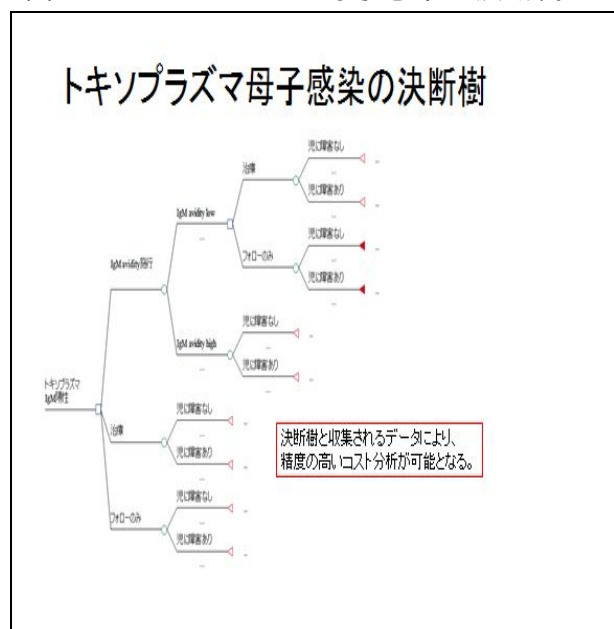 トキソプラズマ母子感染の決断樹
児に障害なし
治療
児に障害あり
IgM avidity low
児に障害なし
フォローのみ
児に障害あり
IgM avidity施行
児に障害なし
IgM avidity high
児に障害あり
トキソプラズマ
IgM陽性
児に障害なし
治療
児に障害あり
決断樹と収集されるデータにより、
精度の高いコスト分析が可能となる。
児に障害なし
フォローのみ
児に障害あり